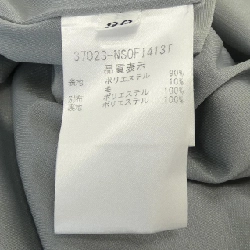 37023-NSOFI413F
品質表示
表地 ポリエステル 90%
毛 10%
別布 ポリエステル 100%
裏地 ポリエステル 100%